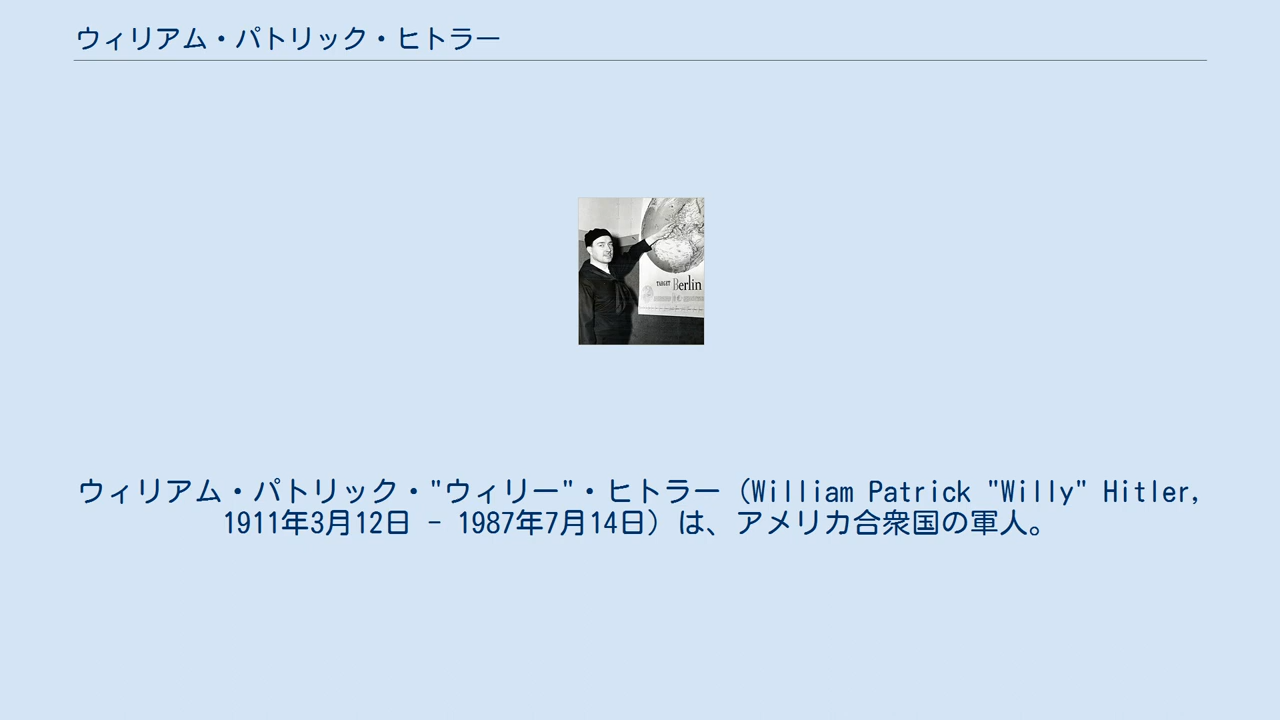 ウィリアム・パトリック・ヒトラー
TARGET Berlin
ウィリアム・パトリック・"ウィリー"・ヒトラー（William Patrick "Willy" Hitler,
1911年3月12日 - 1987年7月14日）は、アメリカ合衆国の軍人。